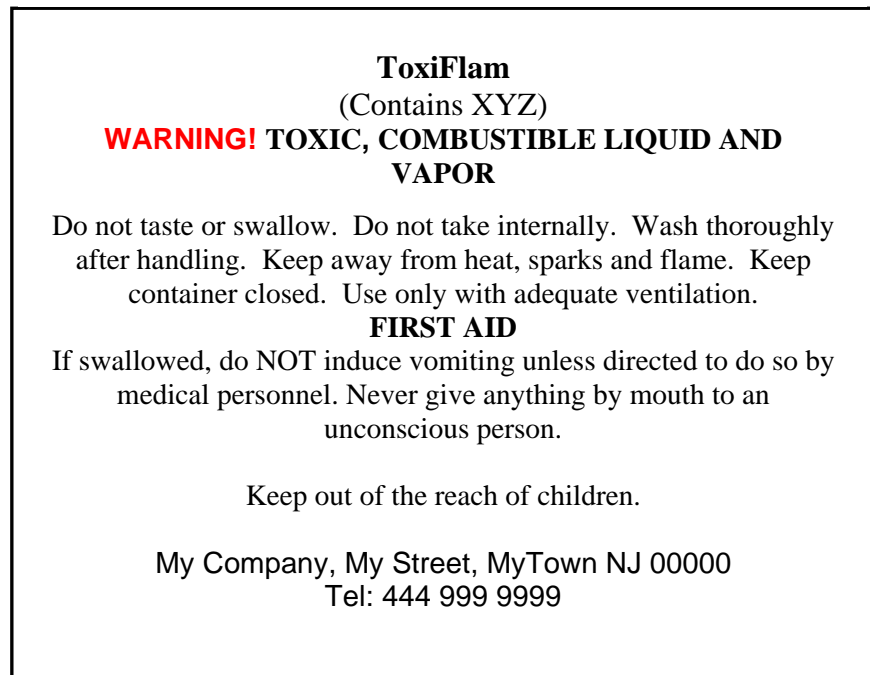 ToxiFlam
(Contains XYZ)
WARNING! TOXIC, COMBUSTIBLE LIQUID AND
VAPOR
Do not taste or swallow.  Do not take internally.  Wash thoroughly
after handling.  Keep away from heat, sparks and flame.  Keep
container closed.  Use only with adequate ventilation.
FIRST AID
If swallowed, do NOT induce vomiting unless directed to do so by
medical personnel. Never give anything by mouth to an
unconscious person.
Keep out of the reach of children.
My Company, My Street, MyTown NJ 00000
Tel: 444 999 9999